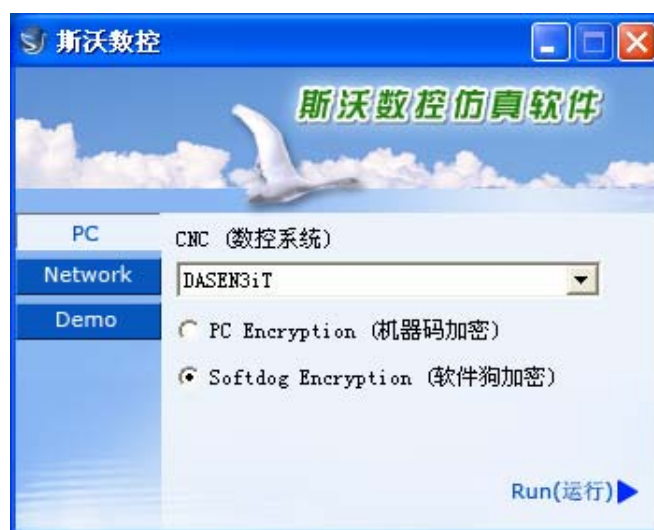 斯沃数控
斯沃数控仿真软件
PC
Network
Demo
CNC (数控系统)
DASEN3iT
PC Encryption (机器码加密)
Softdog Encryption (软件狗加密)
Run(运行)